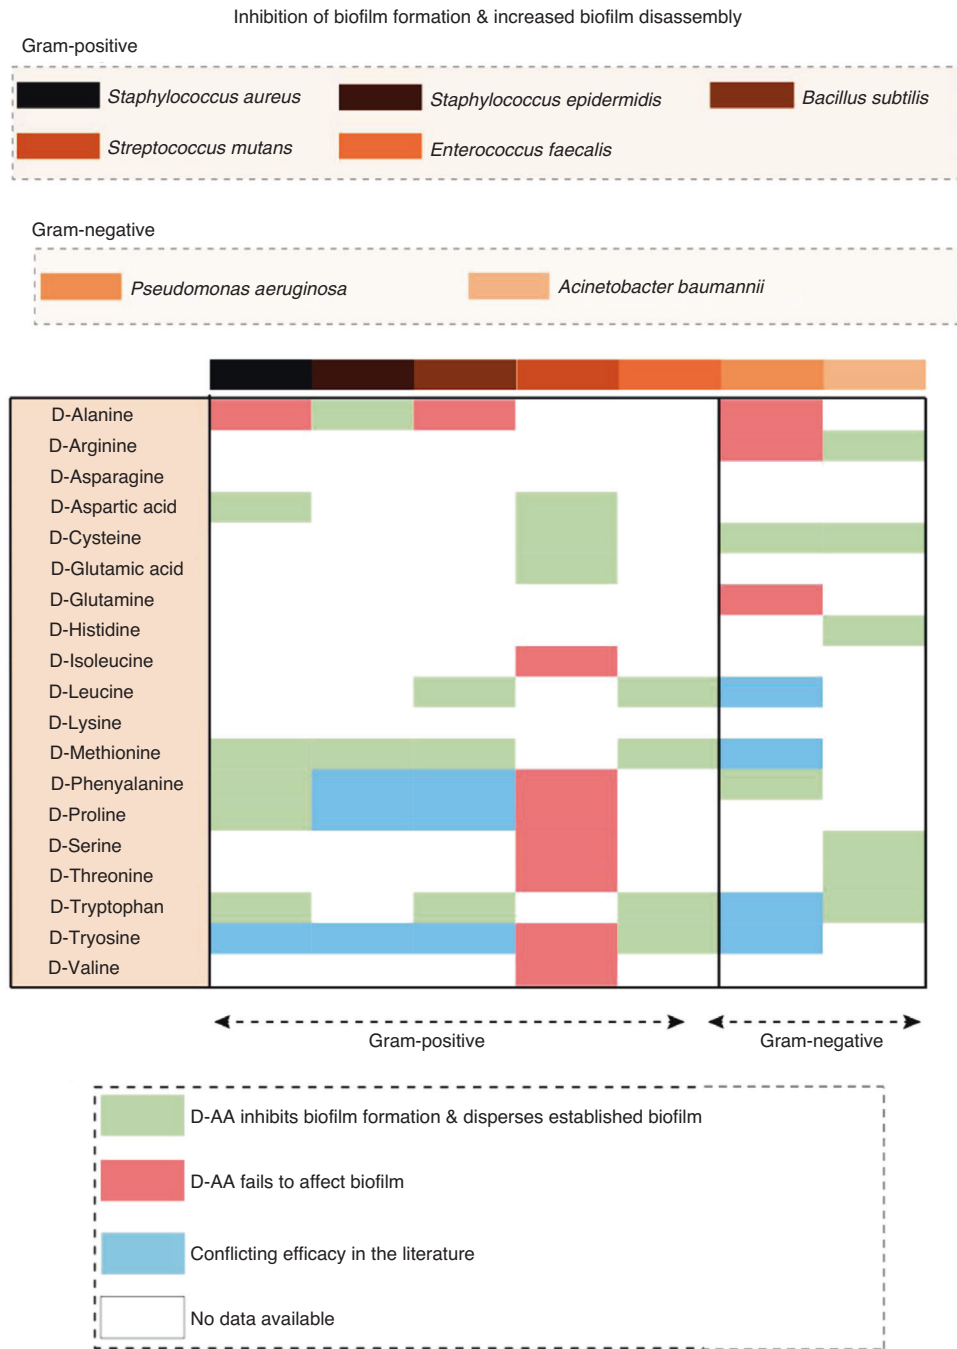 Inhibition of biofilm formation & increased biofilm disassembly
Gram-positive
Staphylococcus aureus
Staphylococcus epidermidis
Bacillus subtilis
Streptococcus mutans
Enterococcus faecalis
Gram-negative
Pseudomonas aeruginosa
Acinetobacter baumannii
D-Alanine
D-Arginine
D-Asparagine
D-Aspartic acid
D-Cysteine
D-Glutamic acid
D-Glutamine
D-Histidine
D-Isoleucine
D-Leucine
D-Lysine
D-Methionine
D-Phenyalanine
D-Proline
D-Serine
D-Threonine
D-Tryptophan
D-Tryosine
D-Valine
Gram-positive
Gram-negative
D-AA inhibits biofilm formation & disperses established biofilm
D-AA fails to affect biofilm
Conflicting efficacy in the literature
No data available